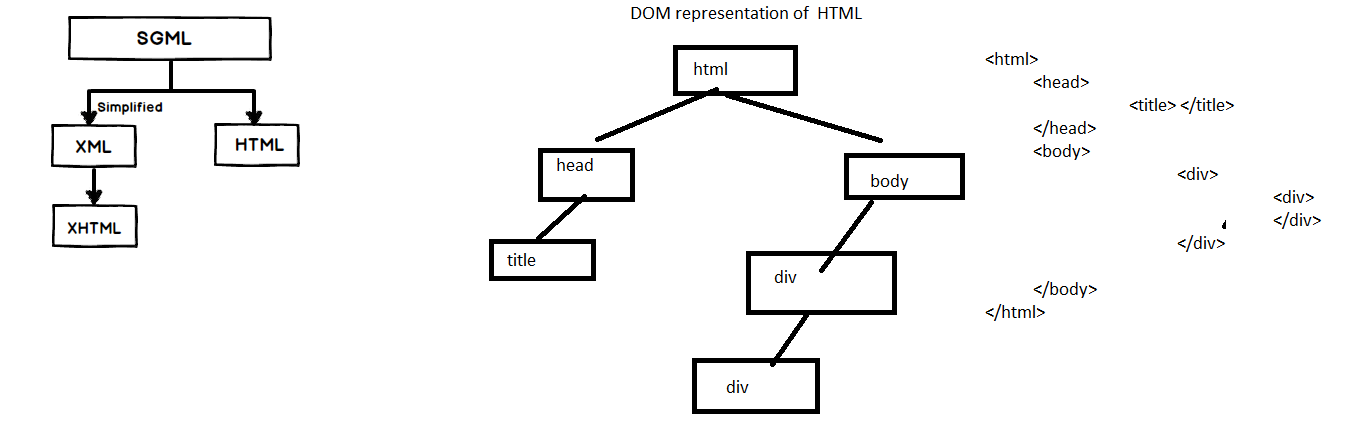 SGML
Simplified
XML
HTML
XHTML
DOM representation of  HTML
html
head
body
title
div
div
<html>
<head>
<title> </title>
</head>
<body>
<div>
<div>
</div>
</div>
</body>
</html>